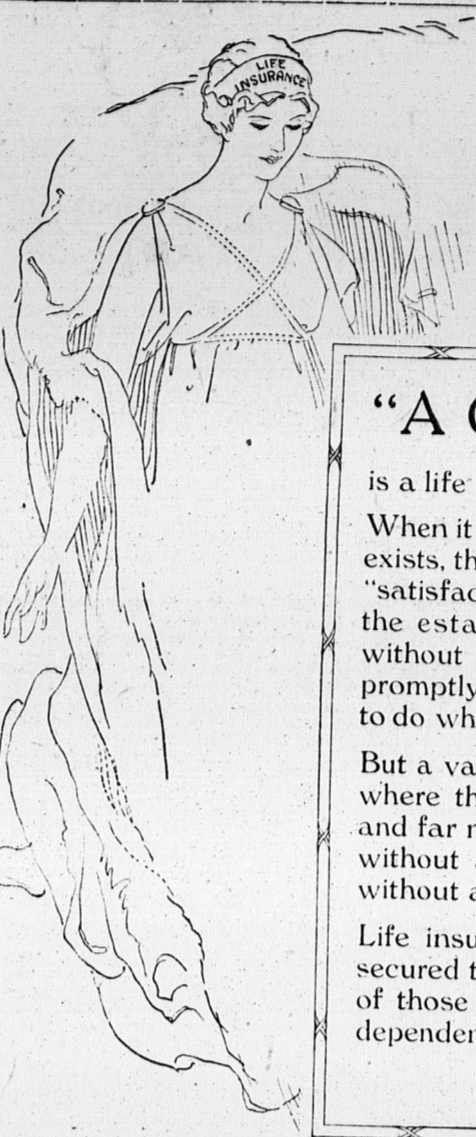 LIFE
INSURANCE
"A
is a life
When it
exists, th
"satisfac
the esta
without
promptly
to do wh
But a va
where th
and far r
without
without a
Life insu
secured t
of those
depender